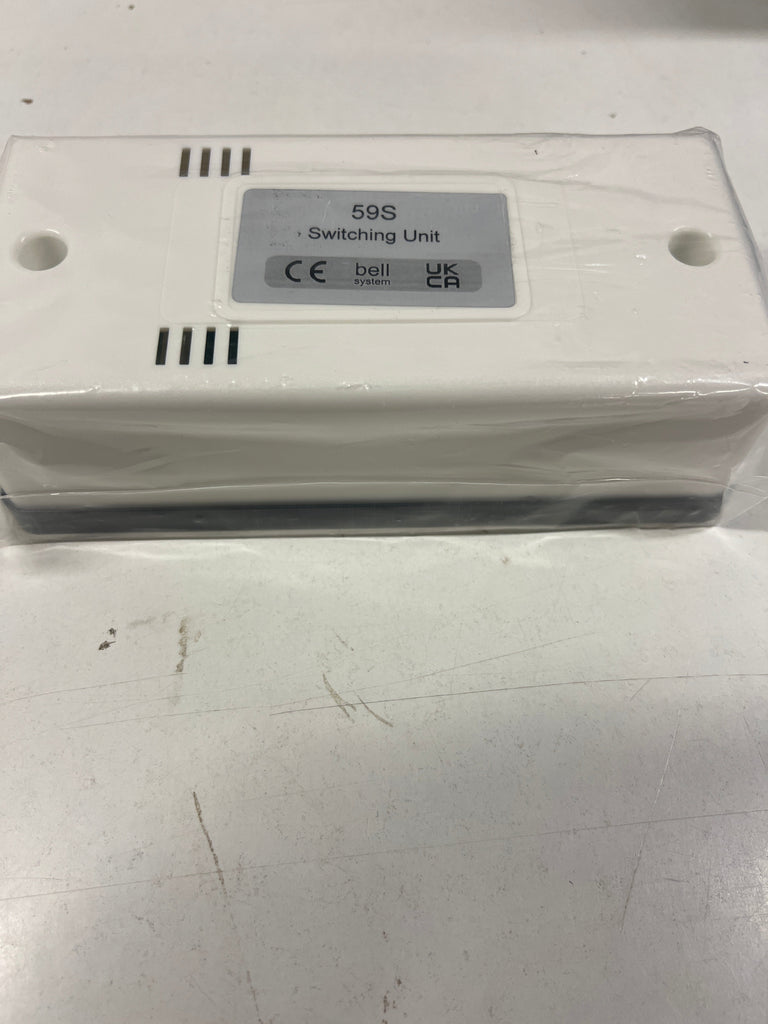 59S
Switching Unit
CE bell UK
system CA